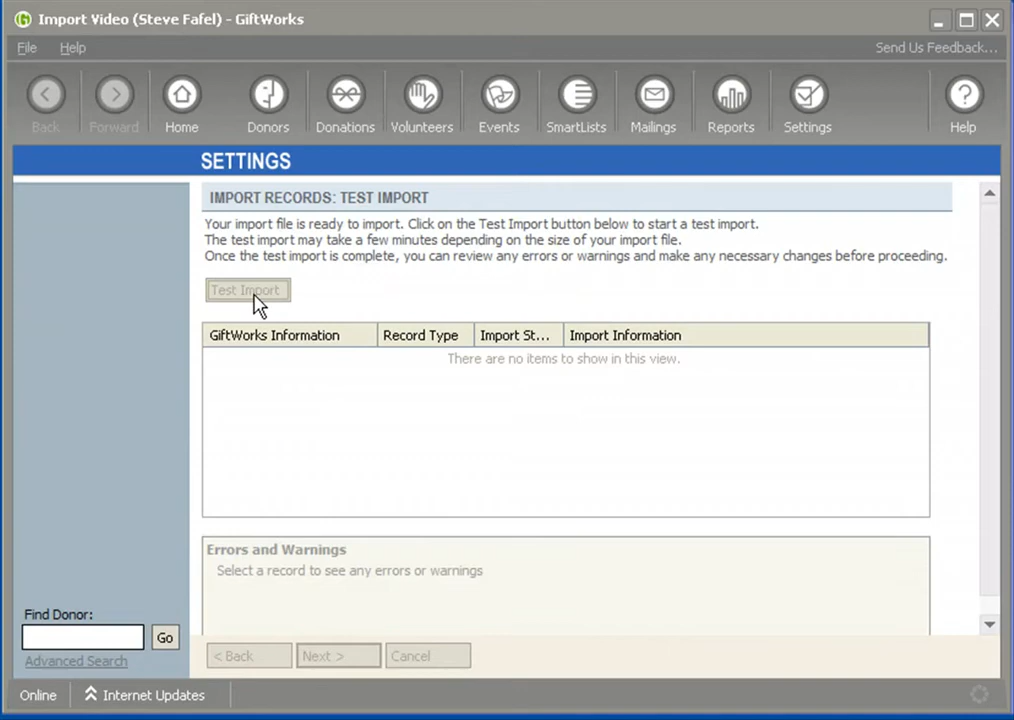 Import Video (Steve Fafel) - GiftWorks
File Help Send Us Feedback...
Back Forward Home Donors Donations Volunteers Events SmartLists Mailings Reports Settings Help
SETTINGS
IMPORT RECORDS: TEST IMPORT
Your import file is ready to import. Click on the Test Import button below to start a test import.
The test import may take a few minutes depending on the size of your import file.
Once the test import is complete, you can review any errors or warnings and make any necessary changes before proceeding.
Test Import
GiftWorks Information Record Type Import St... Import Information
There are no items to show in this view.
Errors and Warnings
Select a record to see any errors or warnings
Find Donor:
Go
Advanced Search
< Back Next > Cancel
Online Internet Updates